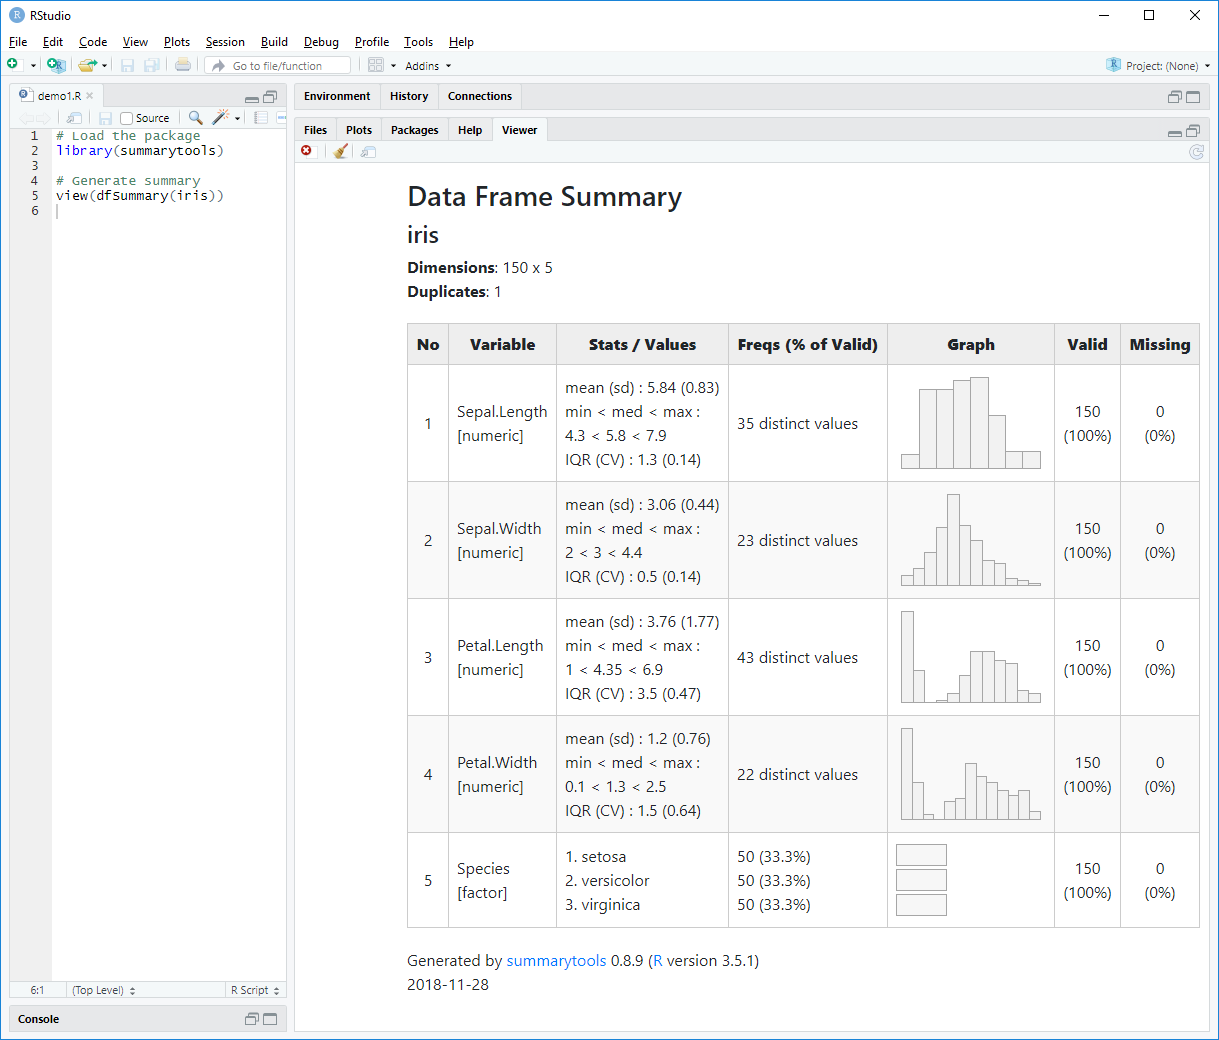 RStudio
File Edit Code View Plots Session Build Debug Profile Tools Help
Go to file/function Addins Project: (None)
demo1.R
Source
1 # Load the package
2 library(summarytools)
3
4 # Generate summary
5 view(dfSummary(iris))
6
6:1 (Top Level) R Script
Console
Environment History Connections
Files Plots Packages Help Viewer
Data Frame Summary
iris
Dimensions: 150 x 5
Duplicates: 1
No Variable Stats / Values Freqs (% of Valid) Graph Valid Missing
1
Sepal.Length
[numeric]
mean (sd) : 5.84 (0.83)
min < med < max :
4.3 < 5.8 < 7.9
IQR (CV) : 1.3 (0.14)
35 distinct values
150
(100%)
0
(0%)
2
Sepal.Width
[numeric]
mean (sd) : 3.06 (0.44)
min < med < max :
2 < 3 < 4.4
IQR (CV) : 0.5 (0.14)
23 distinct values
150
(100%)
0
(0%)
3
Petal.Length
[numeric]
mean (sd) : 3.76 (1.77)
min < med < max :
1 < 4.35 < 6.9
IQR (CV) : 3.5 (0.47)
43 distinct values
150
(100%)
0
(0%)
4
Petal.Width
[numeric]
mean (sd) : 1.2 (0.76)
min < med < max :
0.1 < 1.3 < 2.5
IQR (CV) : 1.5 (0.64)
22 distinct values
150
(100%)
0
(0%)
5
Species
[factor]
1. setosa
2. versicolor
3. virginica
50 (33.3%)
50 (33.3%)
50 (33.3%)
150
(100%)
0
(0%)
Generated by summarytools 0.8.9 (R version 3.5.1)
2018-11-28